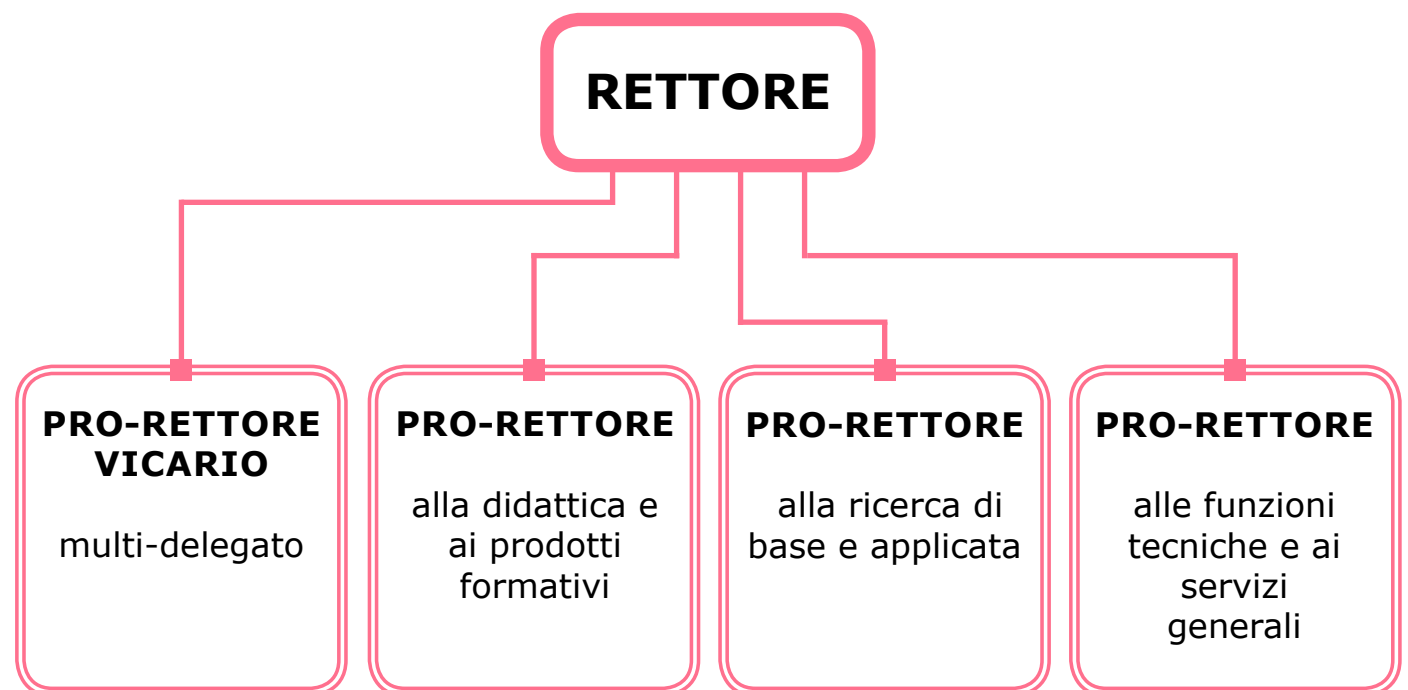 RETTORE
PRO-RETTORE
VICARIO
multi-delegato
PRO-RETTORE
alla didattica e
ai prodotti
formativi
PRO-RETTORE
alla ricerca di
base e applicata
PRO-RETTORE
alle funzioni
tecniche e ai
servizi
generali